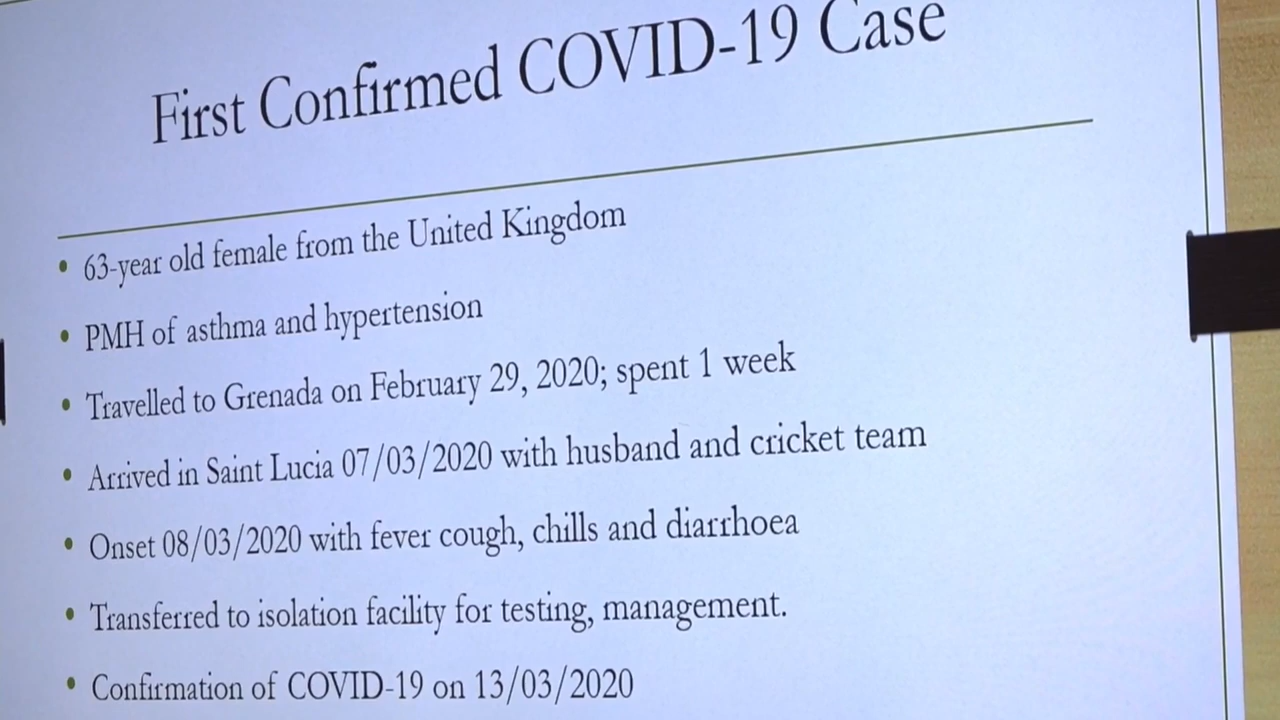 First Confirmed COVID-19 Case
• 63-year old female from the United Kingdom
• PMH of asthma and hypertension
• Travelled to Grenada on February 29, 2020; spent 1 week
• Arrived in Saint Lucia 07/03/2020 with husband and cricket team
• Onset 08/03/2020 with fever cough, chills and diarrhoea
• Transferred to isolation facility for testing, management.
• Confirmation of COVID-19 on 13/03/2020